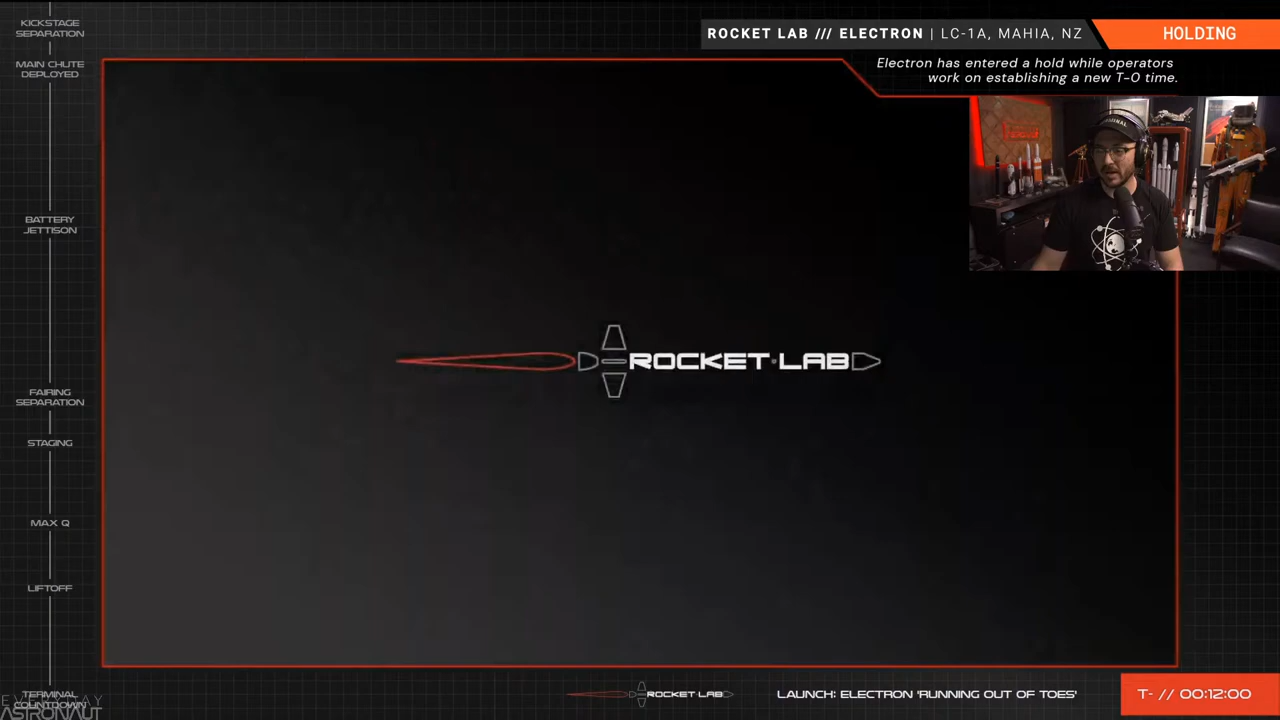 KICKSTAGE
SEPARATION
MAIN CHUTE
DEPLOYED
BATTERY
JETTISON
FAIRING
SEPARATION
STAGING
MAX Q
LIFTOFF
TERMINAL
COUNTDOWN
EVERYDAY
ASTRONAUT
ROCKET LAB /// ELECTRON | LC-1A, MAHIA, NZ
HOLDING
Electron has entered a hold while operators
work on establishing a new T-0 time.
ROCKET·LAB
ROCKET·LAB
LAUNCH: ELECTRON 'RUNNING OUT OF TOES'
T- // 00:12:00